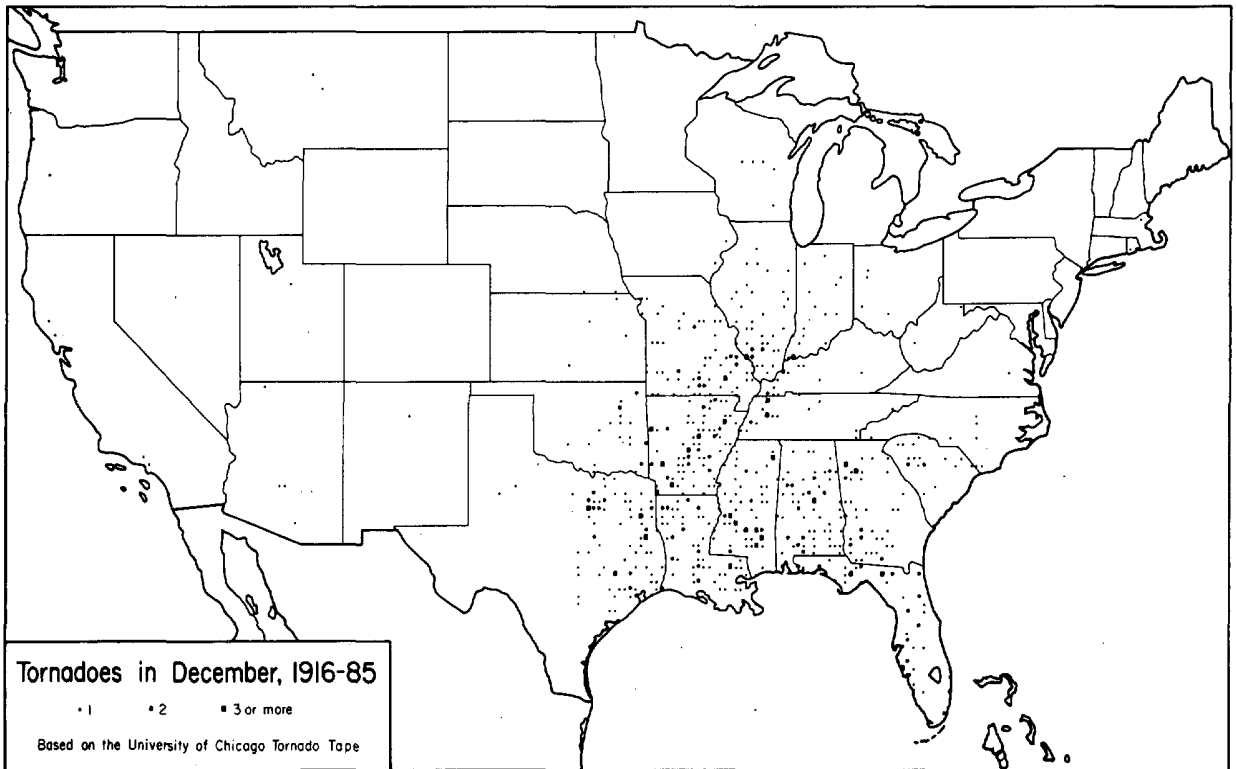 Tornadoes in December, 1916-85
1 2 3 or more
Based on the University of Chicago Tornado Tape